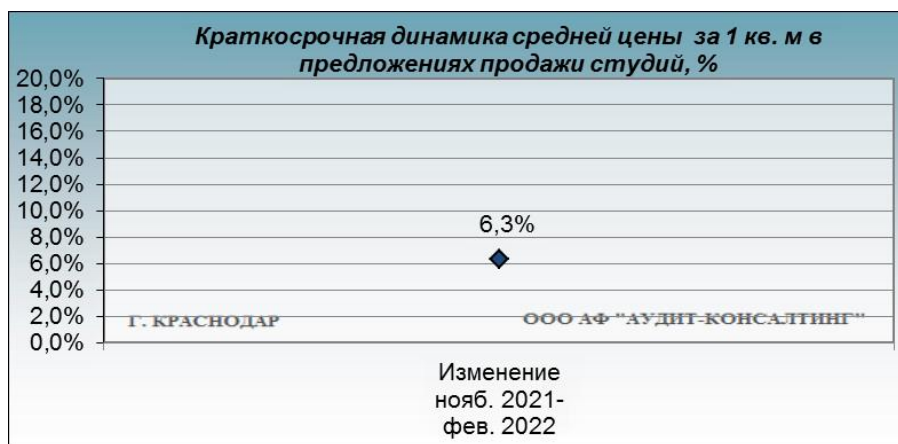 Краткосрочная динамика средней цены за 1 кв. м в
предложениях продажи студий, %
20,0%
18,0%
16,0%
14,0%
12,0%
10,0%
8,0%
6,0%
4,0%
2,0%
0,0%
6,3%
Г. КРАСНОДАР
ООО АФ "АУДИТ-КОНСАЛТИНГ"
Изменение
нояб. 2021-
фев. 2022